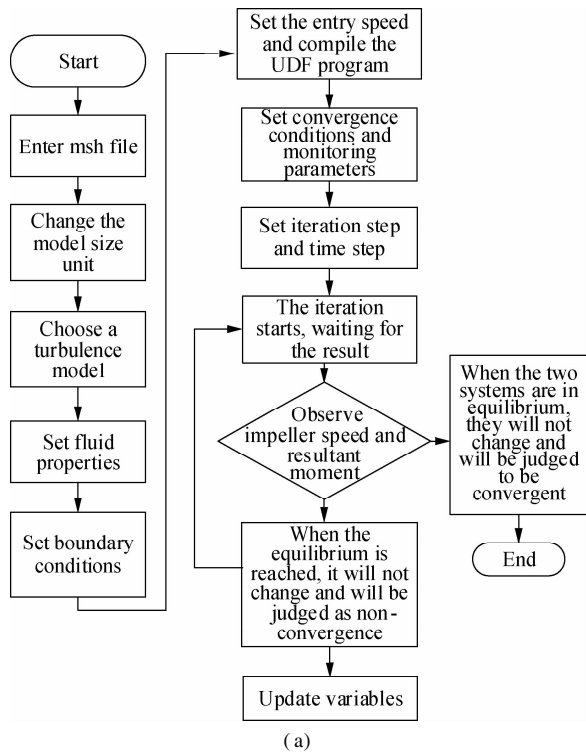 Start
Enter msh file
Change the
model size
unit
Choose a
turbulence
model
Set fluid
properties
Set boundary
conditions
Set the entry speed
and compile the
UDF program
Set convergence
conditions and
monitoring
parameters
Set iteration step
and time step
The iteration
starts, waiting for
the result
Observe
impeller speed and
resultant
moment
When the
equilibrium is
reached, it will not
change and will be
judged as non-
convergence
Update variables
When the two
systems are in
equilibrium,
they will not
change and
will be judged
to be
convergent
End
(a)